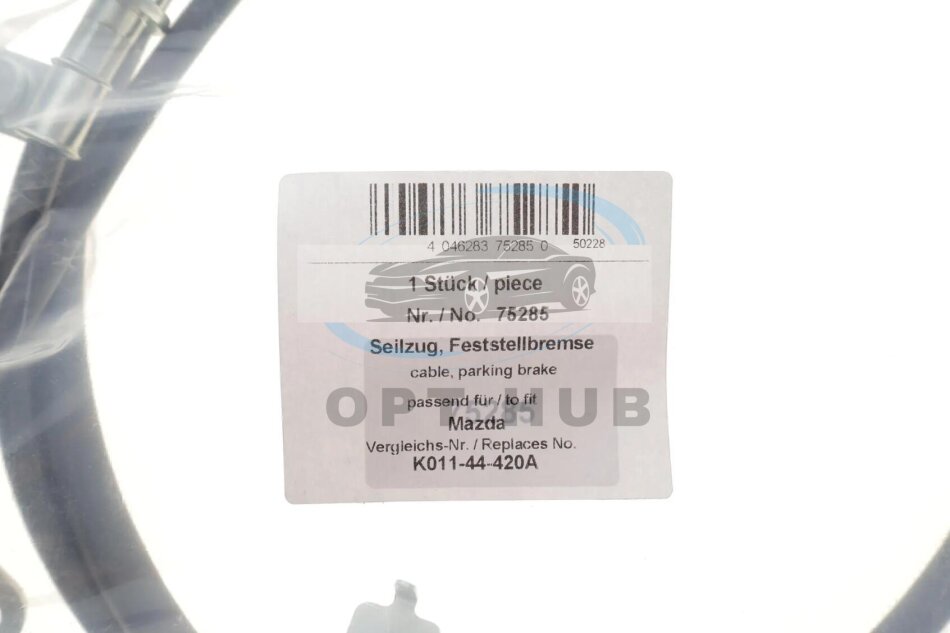 4 046283 75285 0 50228
1 Stück / piece
Nr. / No. 75285
Seilzug, Feststellbremse
cable, parking brake
passend für / to fit
OPT HUB
75285
Mazda
Vergleichs-Nr. / Replaces No.
K011-44-420A